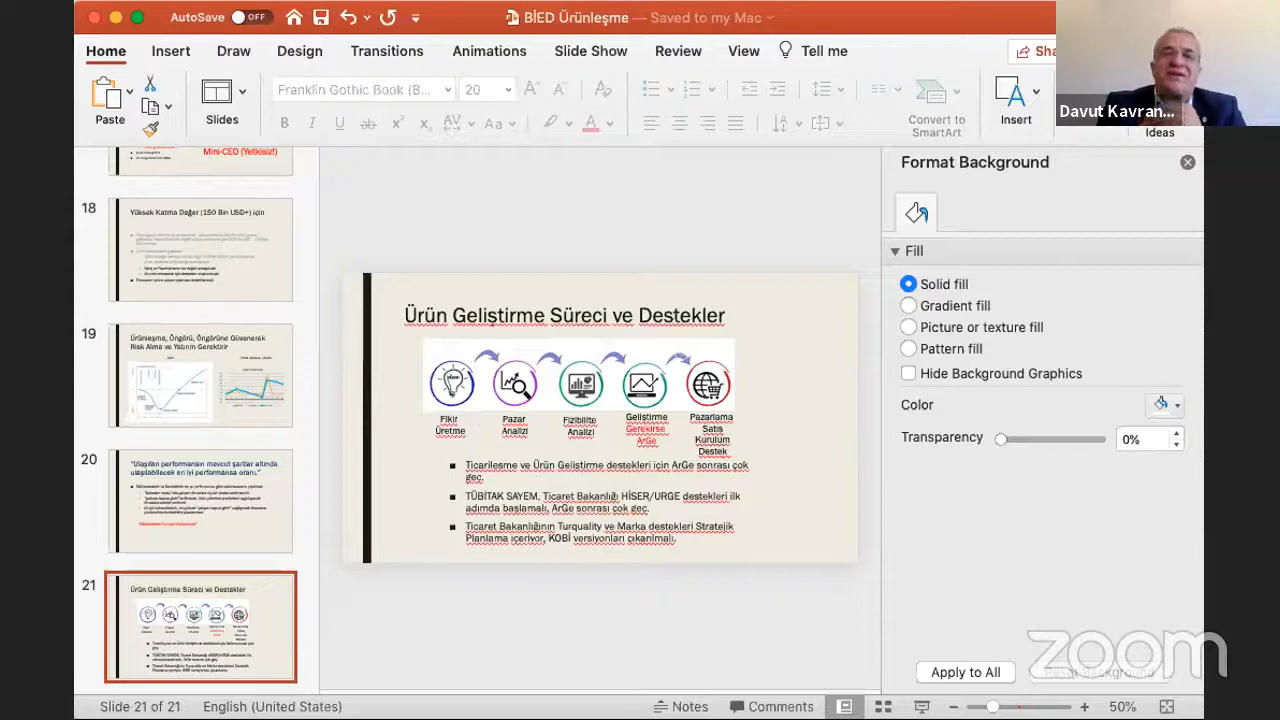 AutoSave OFF
BİED Ürünleşme — Saved to my Mac
Home Insert Draw Design Transitions Animations Slide Show Review View Tell me
Sha
Paste
Slides
Franklin Gothic Book (B... 20
Convert to
SmartArt
Insert
Davut Kavran...
Ideas
Mini-CEO (Yetkisiz!)
18
Yüksek Katma Değer (150 Bin USD+) için
19
Ürünleşme, Öngörü, Öngörüne Güvenerek
Risk Alma ve Yatırım Gerektirir
20
"Ulaşılan performansın mevcut şartlar altında
ulaşılabilecek en iyi performansa oranı."
21
Ürün Geliştirme Süreci ve Destekler
Ürün Geliştirme Süreci ve Destekler
Fikir
Üretme
Pazar
Analizi
Fizibilite
Analizi
Geliştirme
Gerekirse
ArGe
Pazarlama
Satış
Kurulum
Destek
Ticarileşme ve Ürün Geliştirme destekleri için ArGe sonrası çok
geç.
TÜBİTAK SAYEM, Ticaret Bakanlığı HİSER/URGE destekleri ilk
adımda başlamalı, ArGe sonrası çok geç.
Ticaret Bakanlığının Turquality ve Marka destekleri Stratejik
Planlama içeriyor, KOBİ versiyonları çıkarılmalı.
Format Background
Fill
Solid fill
Gradient fill
Picture or texture fill
Pattern fill
Hide Background Graphics
Color
Transparency 0%
Apply to All
Reset Background
zoom
Slide 21 of 21 English (United States)
Notes Comments 50%